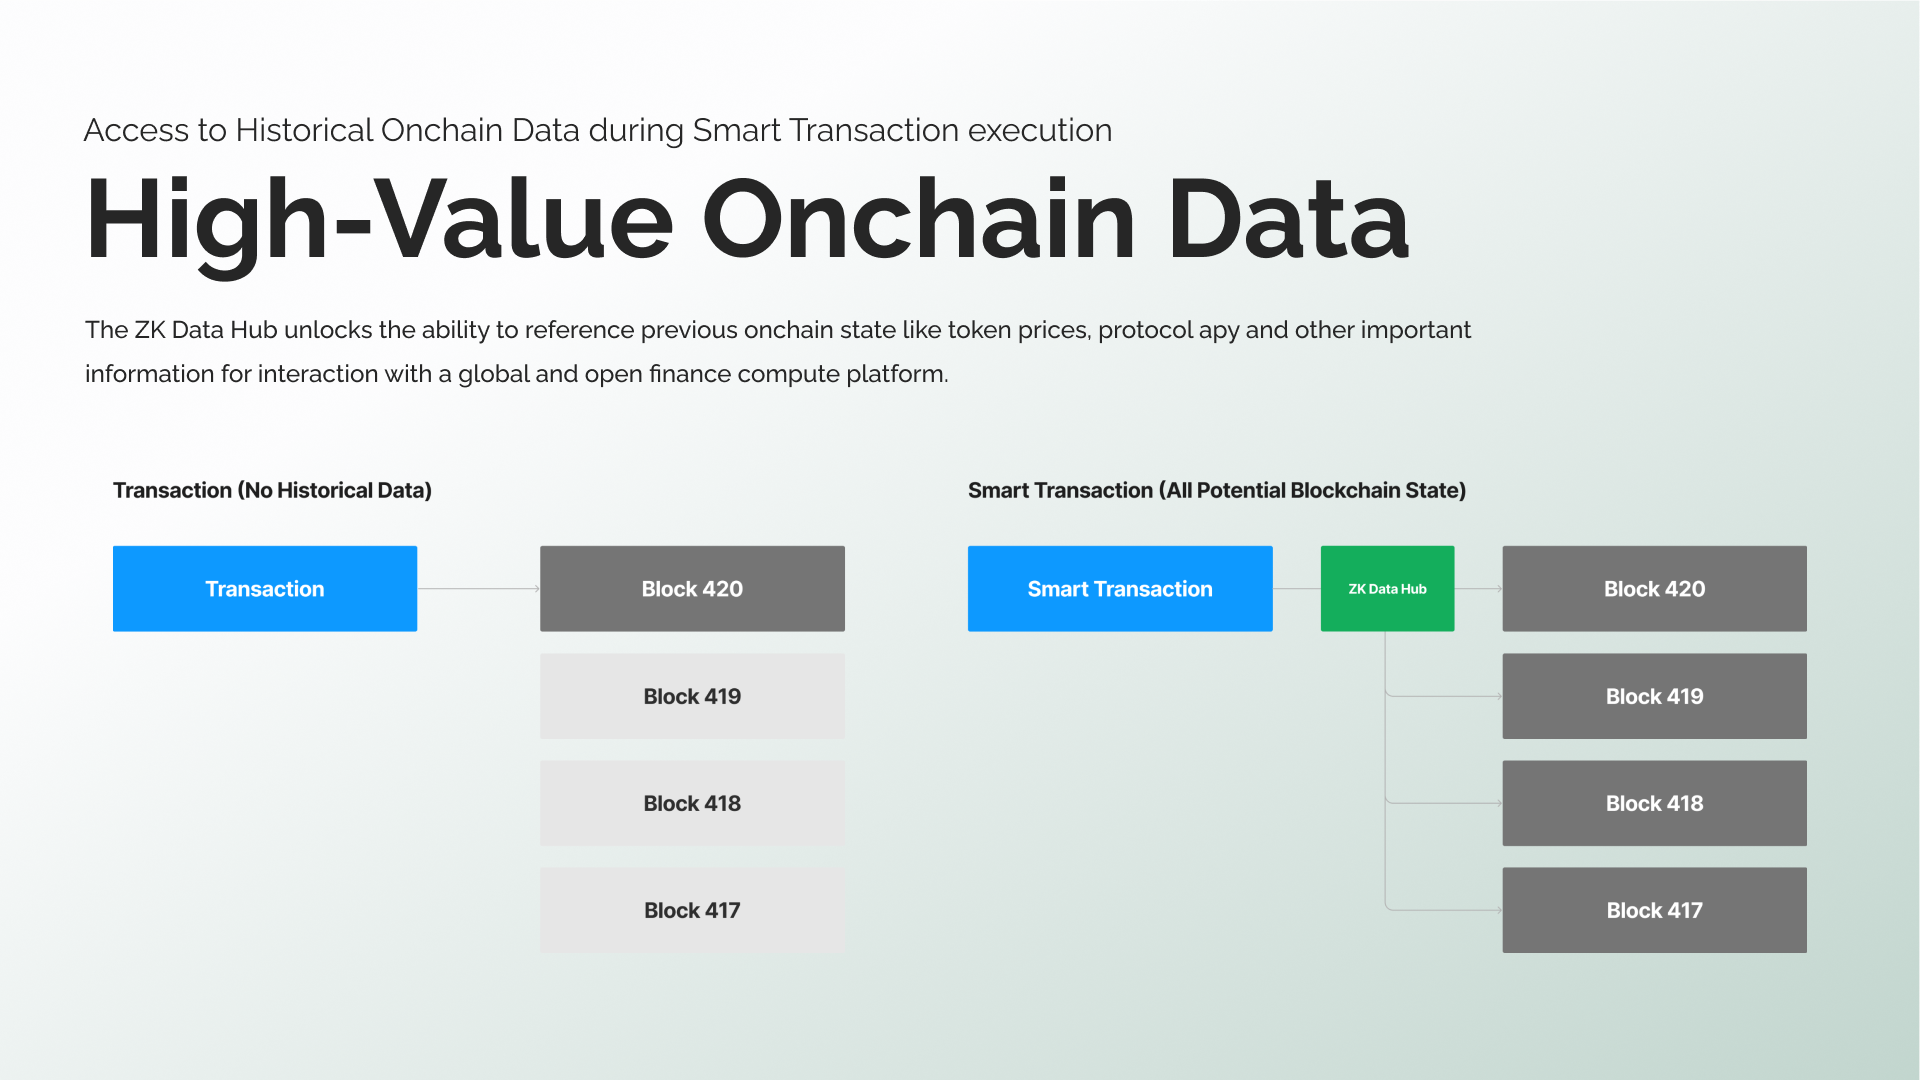 Access to Historical Onchain Data during Smart Transaction execution
High-Value Onchain Data
The ZK Data Hub unlocks the ability to reference previous onchain state like token prices, protocol apy and other important
information for interaction with a global and open finance compute platform.
Transaction (No Historical Data)
Transaction
Block 420
Block 419
Block 418
Block 417
Smart Transaction (All Potential Blockchain State)
Smart Transaction
ZK Data Hub
Block 420
Block 419
Block 418
Block 417